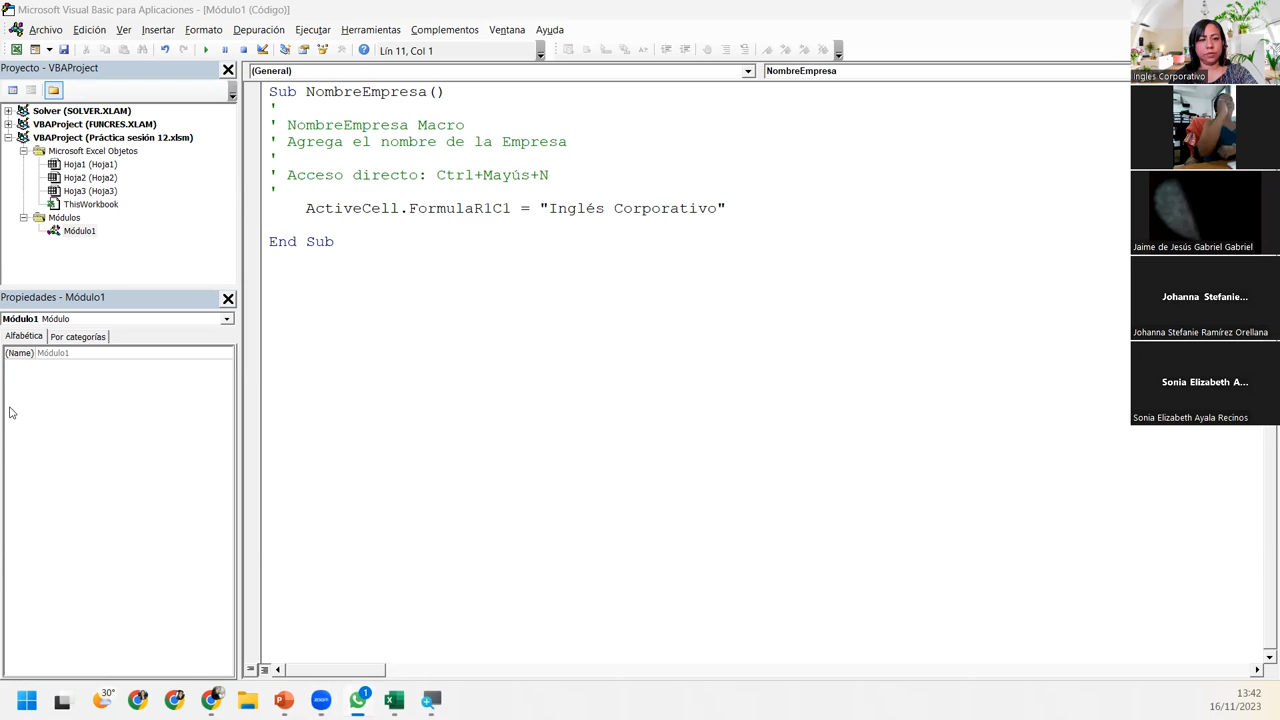 Microsoft Visual Basic para Aplicaciones - [Módulo1 (Código)]
Archivo Edición Ver Insertar Formato Depuración Ejecutar Herramientas Complementos Ventana Ayuda
Lín 11, Col 1
Proyecto - VBAProject
(General)
NombreEmpresa
Solver (SOLVER.XLAM)
VBAProject (FUNCRES.XLAM)
VBAProject (Práctica sesión 12.xlsm)
Microsoft Excel Objetos
Hoja1 (Hoja1)
Hoja2 (Hoja2)
Hoja3 (Hoja3)
ThisWorkbook
Módulos
Módulo1
Propiedades - Módulo1
Módulo1 Módulo
Alfabética Por categorías
(Name) Módulo1
Sub NombreEmpresa()
'
' NombreEmpresa Macro
' Agrega el nombre de la Empresa
'
' Acceso directo: Ctrl+Mayús+N
'
ActiveCell.FormulaR1C1 = "Inglés Corporativo"
End Sub
Ingles Corporativo
Jaime de Jesús Gabriel Gabriel
Johanna Stefanie...
Johanna Stefanie Ramírez Orellana
Sonia Elizabeth A...
Sonia Elizabeth Ayala Recinos
30°
zoom
1
13:42
16/11/2023